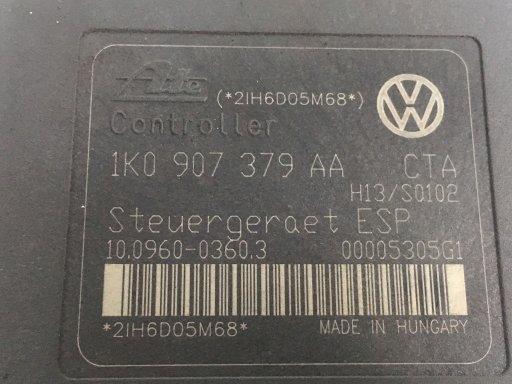 Ate (*2IH6D05M68*)
Controller
1K0 907 379 AA CTA
H13/S0102
Steuergeraet ESP
10.0960-0360.3 00005305G1
*2IH6D05M68* MADE IN HUNGARY